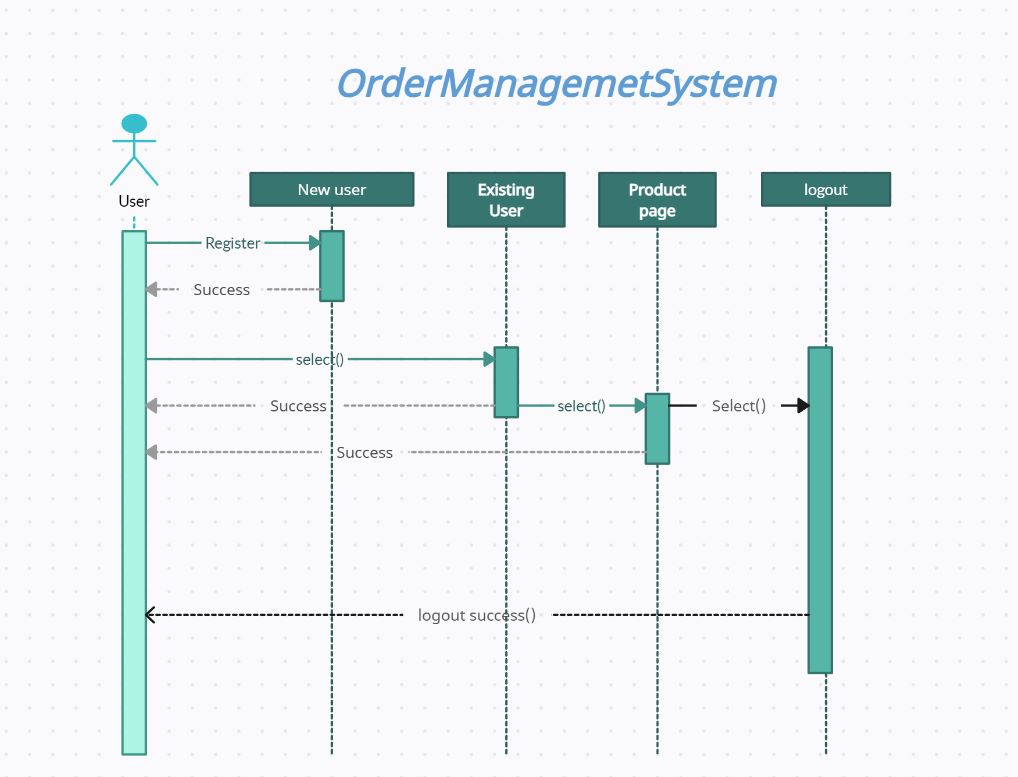 OrderManagemetSystem
User
New user
Existing
User
Product
page
logout
Register
Success
select()
Success
select()
Select()
Success
logout success()